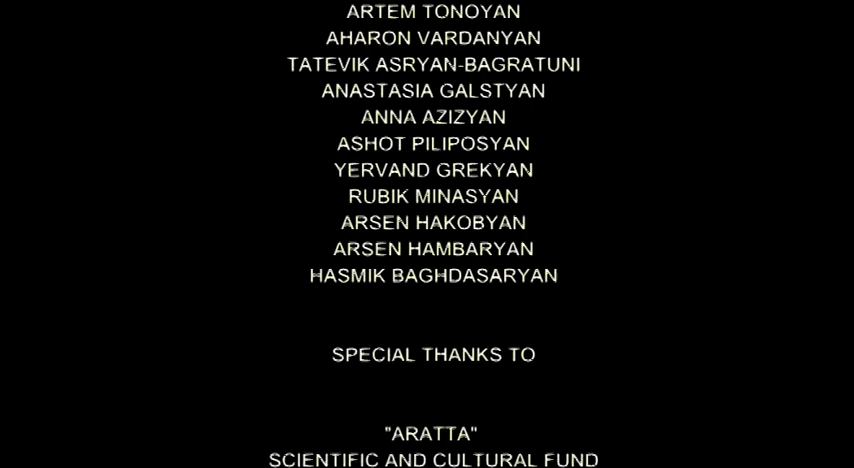 ARTEM TONOYAN
AHARON VARDANYAN
TATEVIK ASRYAN-BAGRATUNI
ANASTASIA GALSTYAN
ANNA AZIZYAN
ASHOT PILIPOSYAN
YERVAND GREKYAN
RUBIK MINASYAN
ARSEN HAKOBYAN
ARSEN HAMBARYAN
HASMIK BAGHDASARYAN
SPECIAL THANKS TO
"ARATTA"
SCIENTIFIC AND CULTURAL FUND